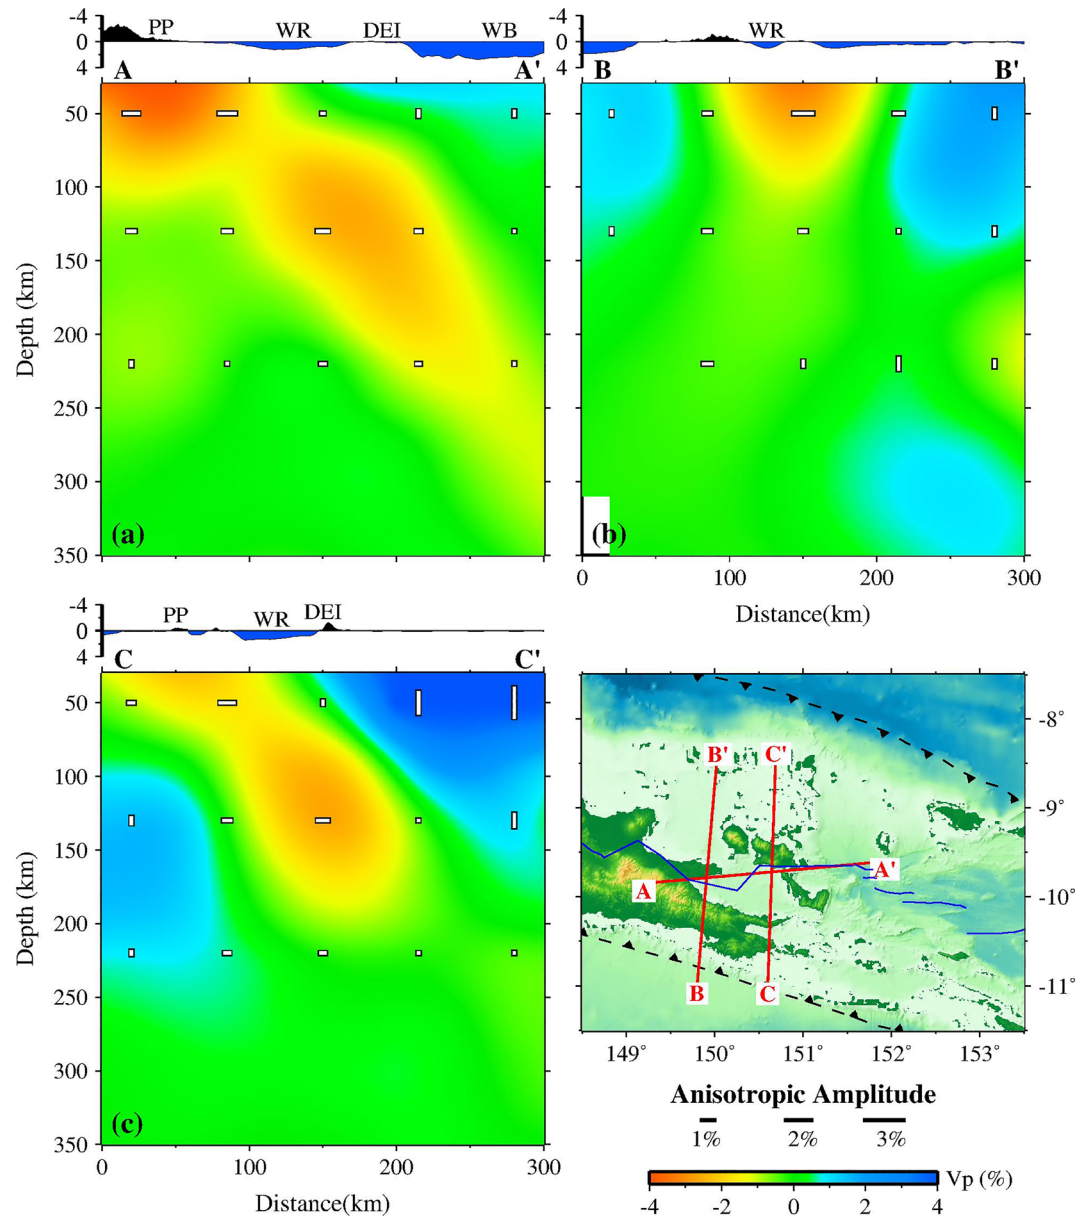 -4
0
4
PP
WR
DEI
WB
A
A'
50
100
150
200
250
300
350
Depth (km)
(a)
-4
0
4
WR
B
B'
(b)
0
100
200
300
Distance(km)
-4
0
4
PP
WR
DEI
C
C'
50
100
150
200
250
300
350
Depth (km)
(c)
0
100
200
300
Distance(km)
B'
C'
A
A'
B
C
-8°
-9°
-10°
-11°
149°
150°
151°
152°
153°
Anisotropic Amplitude
1%
2%
3%
-4
-2
0
2
4
Vp (%)